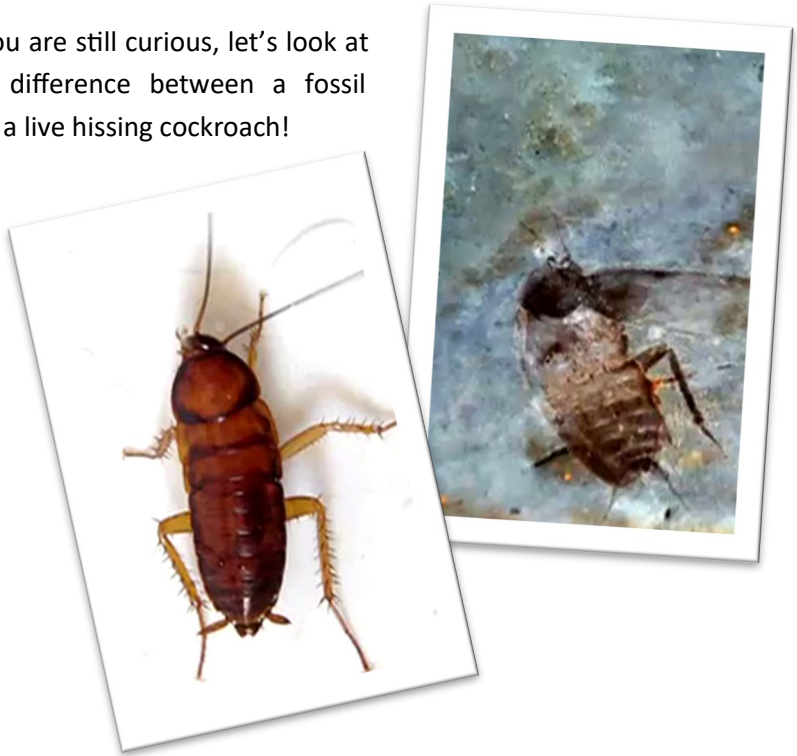 ou are still curious, let’s look at
difference between a fossil
a live hissing cockroach!